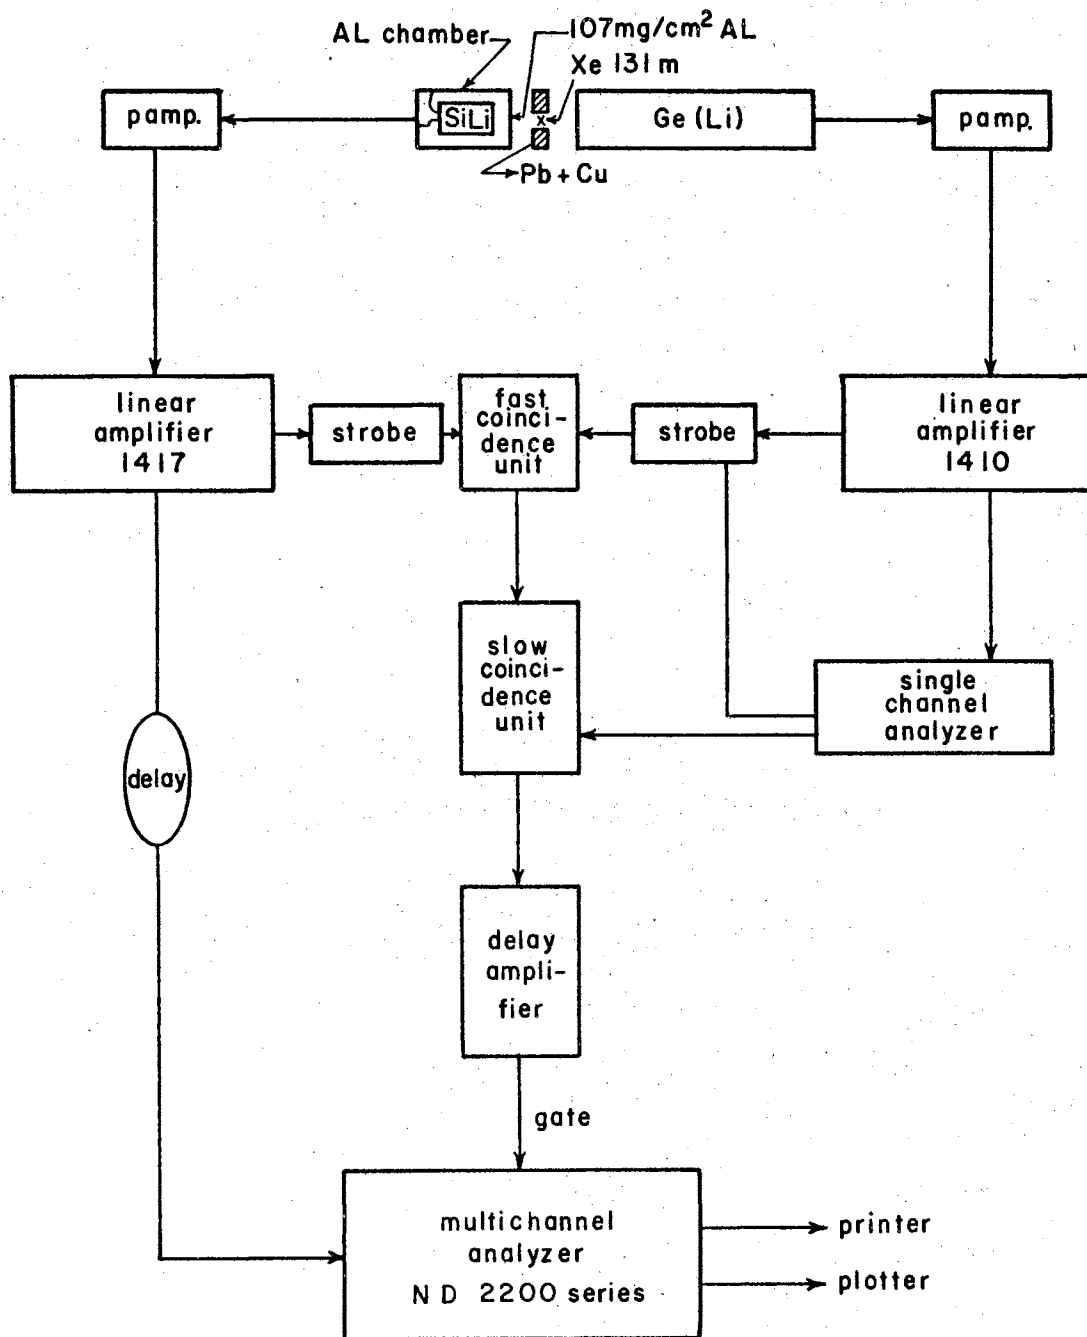 AL chamber
107mg/cm² AL
Xe 131 m
pamp.
SiLi
x
Ge (Li)
pamp.
Pb + Cu
linear
amplifier
1417
strobe
fast
coinci-
dence
unit
strobe
linear
amplifier
1410
slow
coinci-
dence
unit
single
channel
analyzer
delay
delay
ampli-
fier
gate
multichannel
analyzer
N D 2200 series
printer
plotter